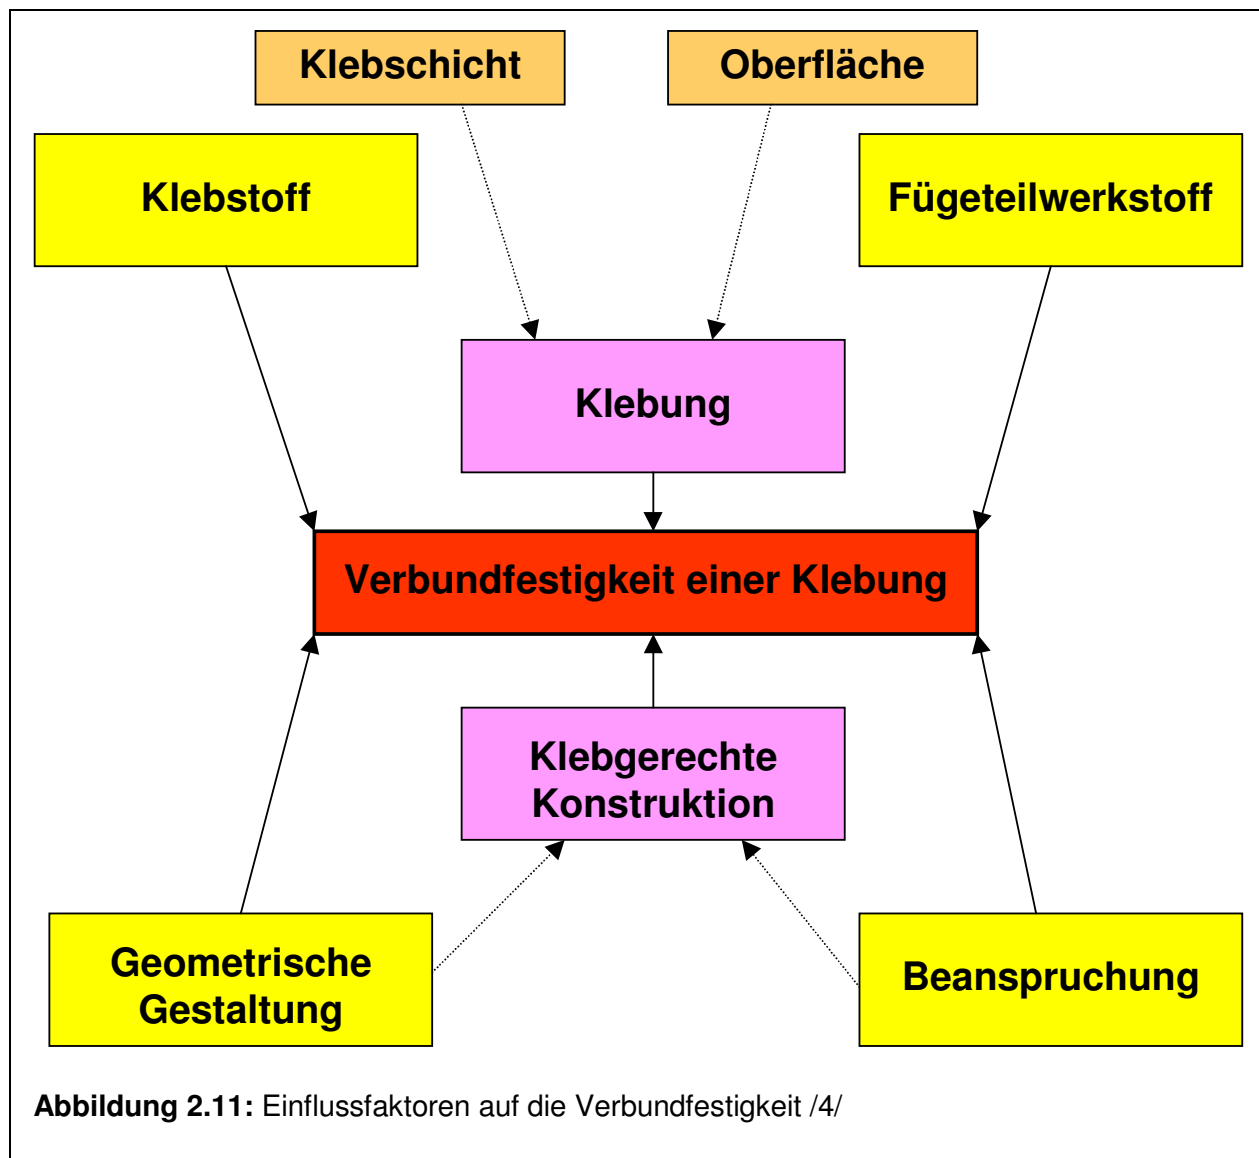 Klebschicht
Oberfläche
Klebstoff
Fügeteilwerkstoff
Klebung
Verbundfestigkeit einer Klebung
Klebgerechte
Konstruktion
Geometrische
Gestaltung
Beanspruchung
Abbildung 2.11: Einflussfaktoren auf die Verbundfestigkeit /4/